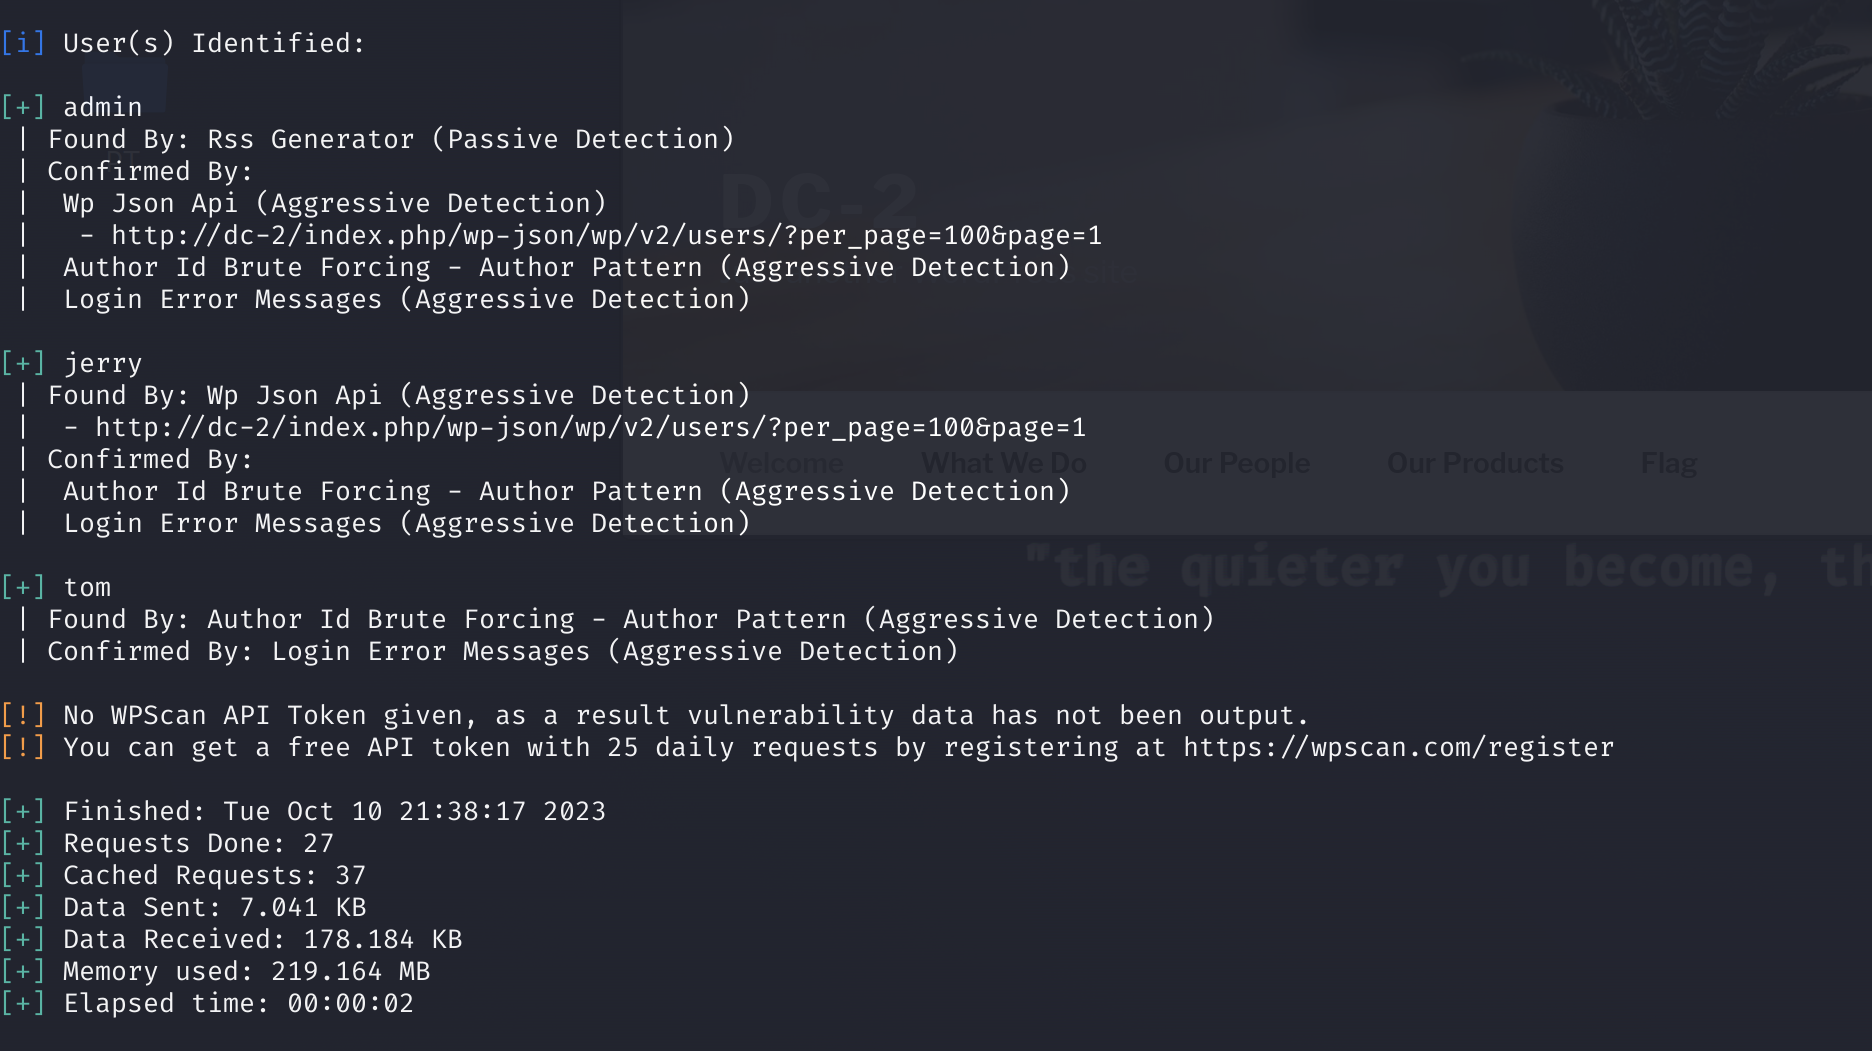 [i] User(s) Identified:
[+] admin
| Found By: Rss Generator (Passive Detection)
| Confirmed By:
|  Wp Json Api (Aggressive Detection)
|   - http://dc-2/index.php/wp-json/wp/v2/users/?per_page=100&page=1
|  Author Id Brute Forcing - Author Pattern (Aggressive Detection)
|  Login Error Messages (Aggressive Detection)
[+] jerry
| Found By: Wp Json Api (Aggressive Detection)
|  - http://dc-2/index.php/wp-json/wp/v2/users/?per_page=100&page=1
| Confirmed By:
|  Author Id Brute Forcing - Author Pattern (Aggressive Detection)
|  Login Error Messages (Aggressive Detection)
[+] tom
| Found By: Author Id Brute Forcing - Author Pattern (Aggressive Detection)
| Confirmed By: Login Error Messages (Aggressive Detection)
[!] No WPScan API Token given, as a result vulnerability data has not been output.
[!] You can get a free API token with 25 daily requests by registering at https://wpscan.com/register
[+] Finished: Tue Oct 10 21:38:17 2023
[+] Requests Done: 27
[+] Cached Requests: 37
[+] Data Sent: 7.041 KB
[+] Data Received: 178.184 KB
[+] Memory used: 219.164 MB
[+] Elapsed time: 00:00:02
DC-2
Welcome What We Do Our People Our Products Flag
"the quieter you become, th